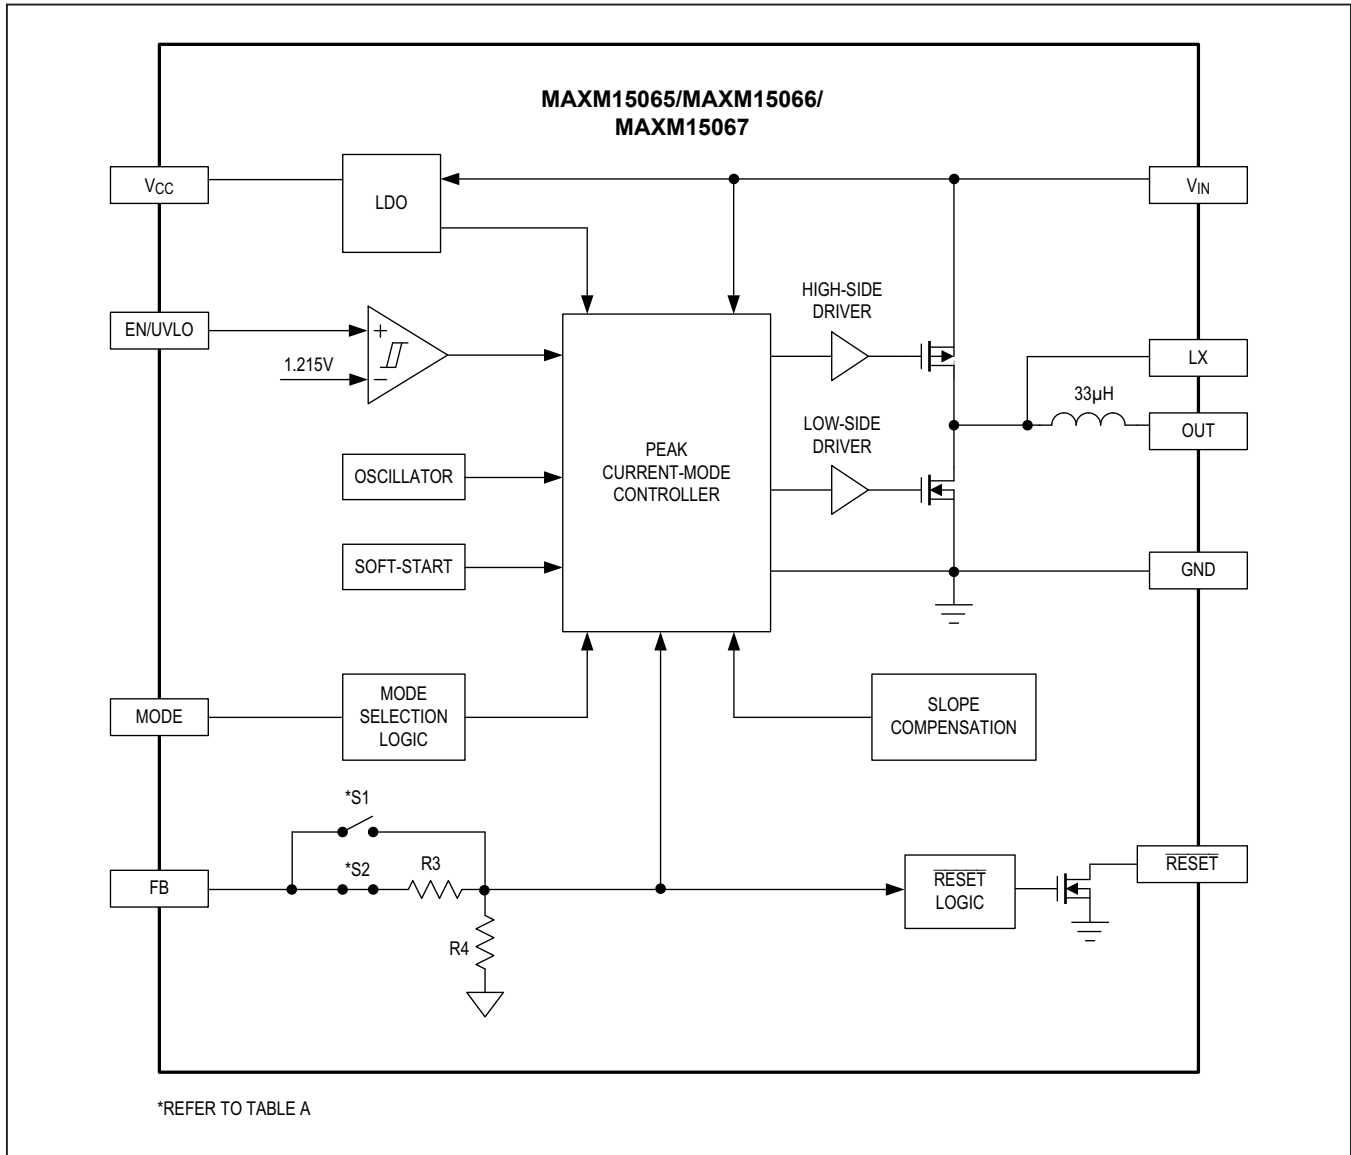 MAXM15065/MAXM15066/
MAXM15067
VCC
LDO
VIN
EN/UVLO
+
1.215V
−
HIGH-SIDE
DRIVER
LX
33µH
OUT
LOW-SIDE
DRIVER
PEAK
CURRENT-MODE
CONTROLLER
OSCILLATOR
SOFT-START
GND
MODE
MODE
SELECTION
LOGIC
SLOPE
COMPENSATION
*S1
*S2
R3
FB
R4
RESET
LOGIC
RESET
*REFER TO TABLE A